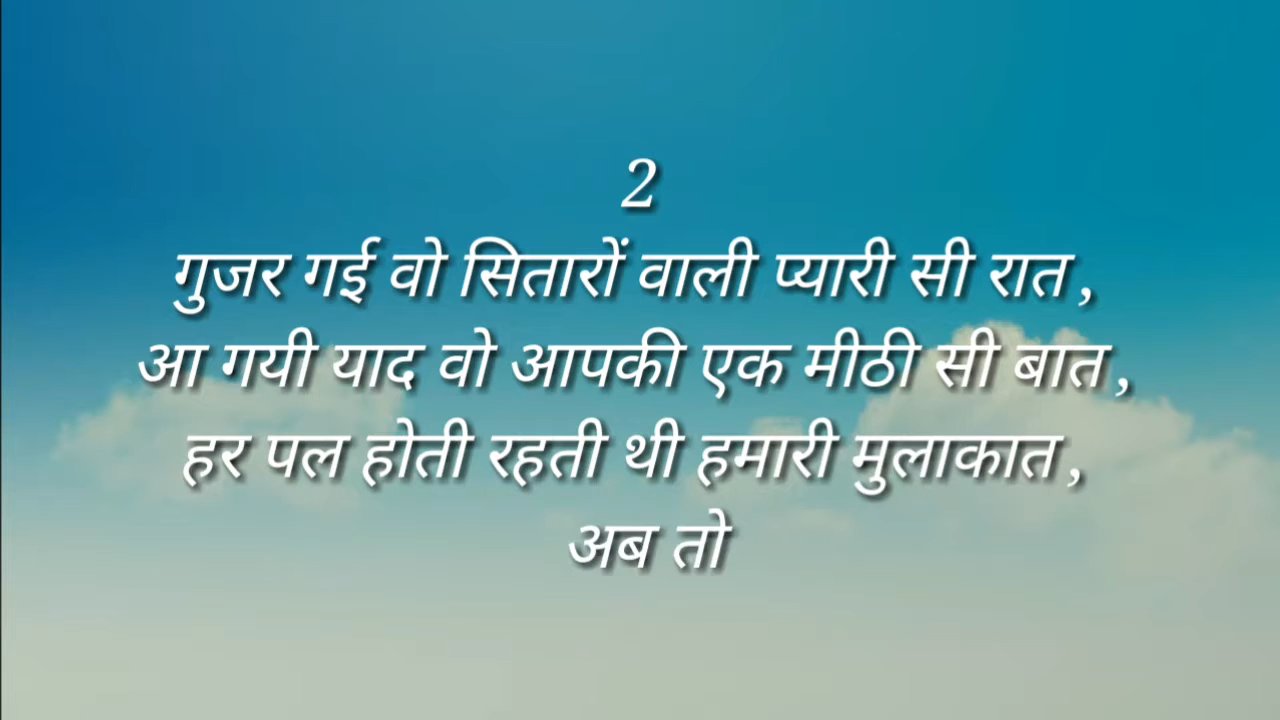 2
गुजर गई वो सितारों वाली प्यारी सी रात,
आ गयी याद वो आपकी एक मीठी सी बात,
हर पल होती रहती थी हमारी मुलाकात,
अब तो